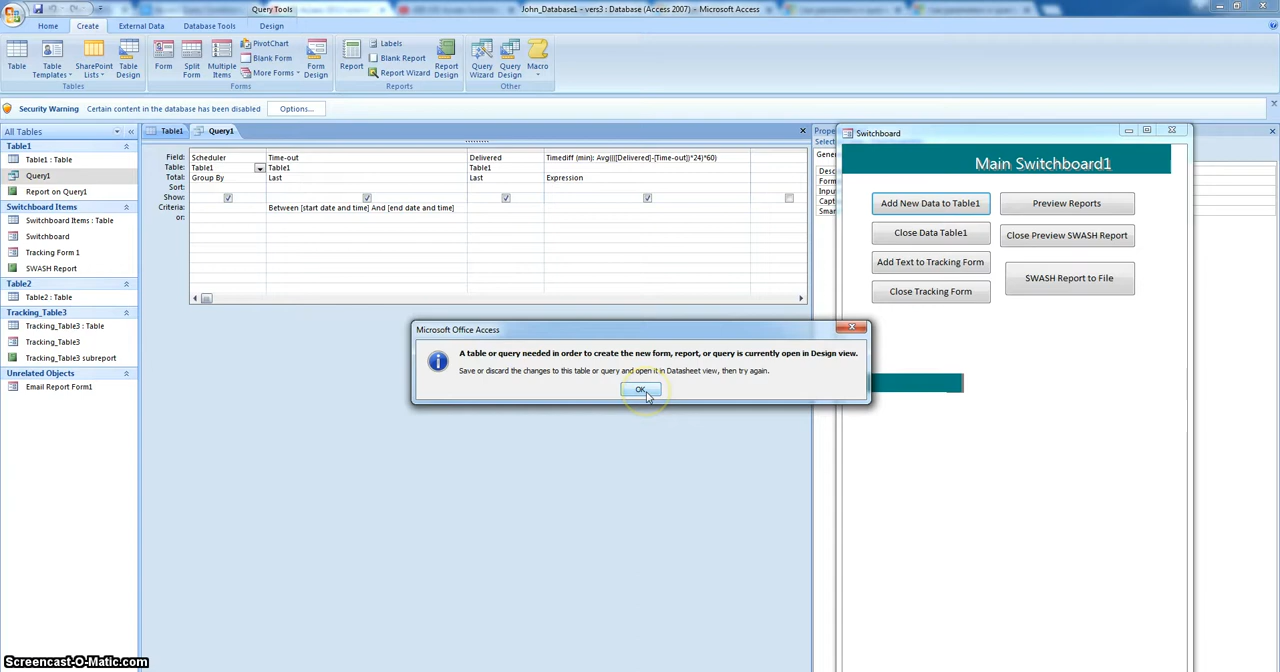 Query Tools
John_Database1 - vers3 : Database (Access 2007) - Microsoft Access
Home Create External Data Database Tools Design
Table Table Templates SharePoint Lists Table Design
Form Split Form Multiple Items PivotChart Blank Form More Forms Form Design
Report Labels Blank Report Report Wizard Report Design
Query Wizard Query Design Macro
Tables Forms Reports Other
Security Warning Certain content in the database has been disabled Options...
All Tables «
Table1 Query1
Table1
Table1 : Table
Query1
Report on Query1
Switchboard Items
Switchboard Items : Table
Switchboard
Tracking Form 1
SWASH Report
Table2
Table2 : Table
Tracking_Table3
Tracking_Table3 : Table
Tracking_Table3
Tracking_Table3 subreport
Unrelated Objects
Email Report Form1
Field: Scheduler Time-out Delivered Timediff (min): Avg((([Delivered]-[Time-out])*24)*60)
Table: Table1 Table1 Table1
Total: Group By Last Last Expression
Sort:
Show:
Criteria: Between [start date and time] And [end date and time]
or:
Prope
Select
Gener
Desc
Form
Input
Capt
Smar
Switchboard
Main Switchboard1
Add New Data to Table1 Preview Reports
Close Data Table1 Close Preview SWASH Report
Add Text to Tracking Form SWASH Report to File
Close Tracking Form
Microsoft Office Access
A table or query needed in order to create the new form, report, or query is currently open in Design view.
Save or discard the changes to this table or query and open it in Datasheet view, then try again.
OK
Screencast-O-Matic.com